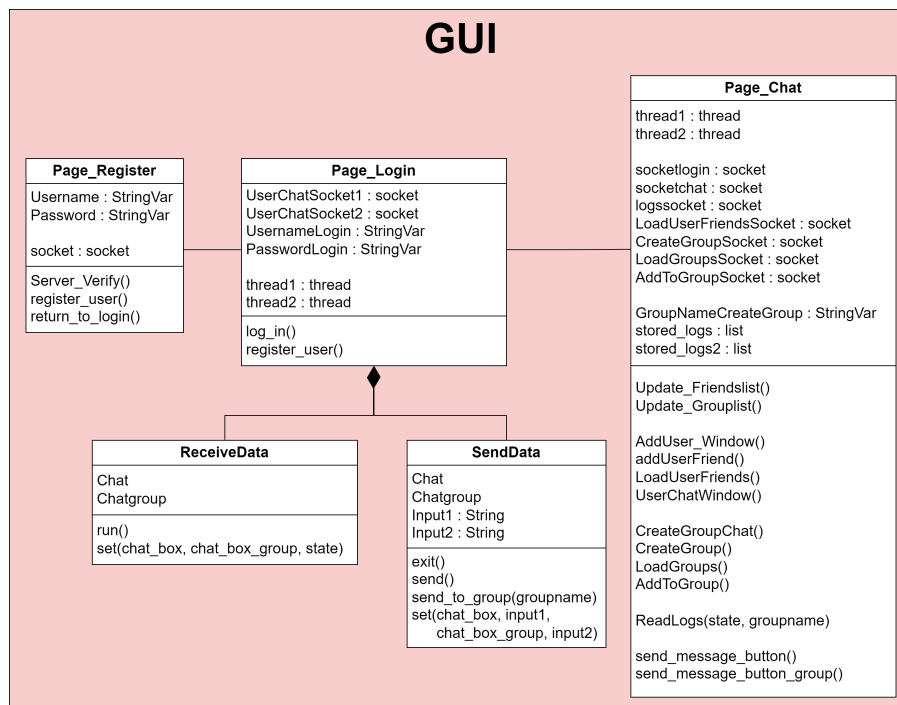 GUI
Page_Register
Username : StringVar
Password : StringVar
socket : socket
Server_Verify()
register_user()
return_to_login()
Page_Login
UserChatSocket1 : socket
UserChatSocket2 : socket
UsernameLogin : StringVar
PasswordLogin : StringVar
thread1 : thread
thread2 : thread
log_in()
register_user()
Page_Chat
thread1 : thread
thread2 : thread
socketlogin : socket
socketchat : socket
logssocket : socket
LoadUserFriendsSocket : socket
CreateGroupSocket : socket
LoadGroupsSocket : socket
AddToGroupSocket : socket
GroupNameCreateGroup : StringVar
stored_logs : list
stored_logs2 : list
Update_Friendslist()
Update_Grouplist()
AddUser_Window()
addUserFriend()
LoadUserFriends()
UserChatWindow()
CreateGroupChat()
CreateGroup()
LoadGroups()
AddToGroup()
ReadLogs(state, groupname)
send_message_button()
send_message_button_group()
ReceiveData
Chat
Chatgroup
run()
set(chat_box, chat_box_group, state)
SendData
Chat
Chatgroup
Input1 : String
Input2 : String
exit()
send()
send_to_group(groupname)
set(chat_box, input1,
chat_box_group, input2)